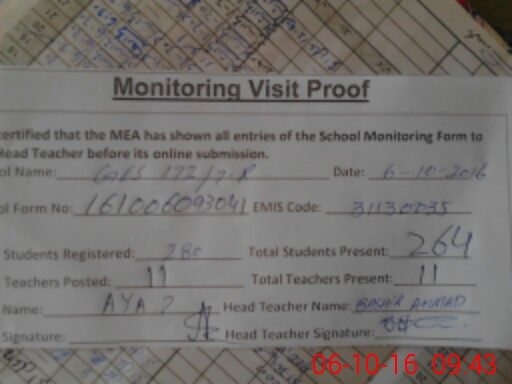 Monitoring Visit Proof
certified that the MEA has shown all entries of the School Monitoring Form to
Head Teacher before its online submission.
ol Name: 172/7-R Date: 6-10-2016
ol Form No: 161006093041 EMIS Code: 31130035
Students Registered: 280 Total Students Present: 264
Teachers Posted: 11 Total Teachers Present: 11
Name: Head Teacher Name: AHMAD
Signature: Head Teacher Signature:
06-10-16 09:43